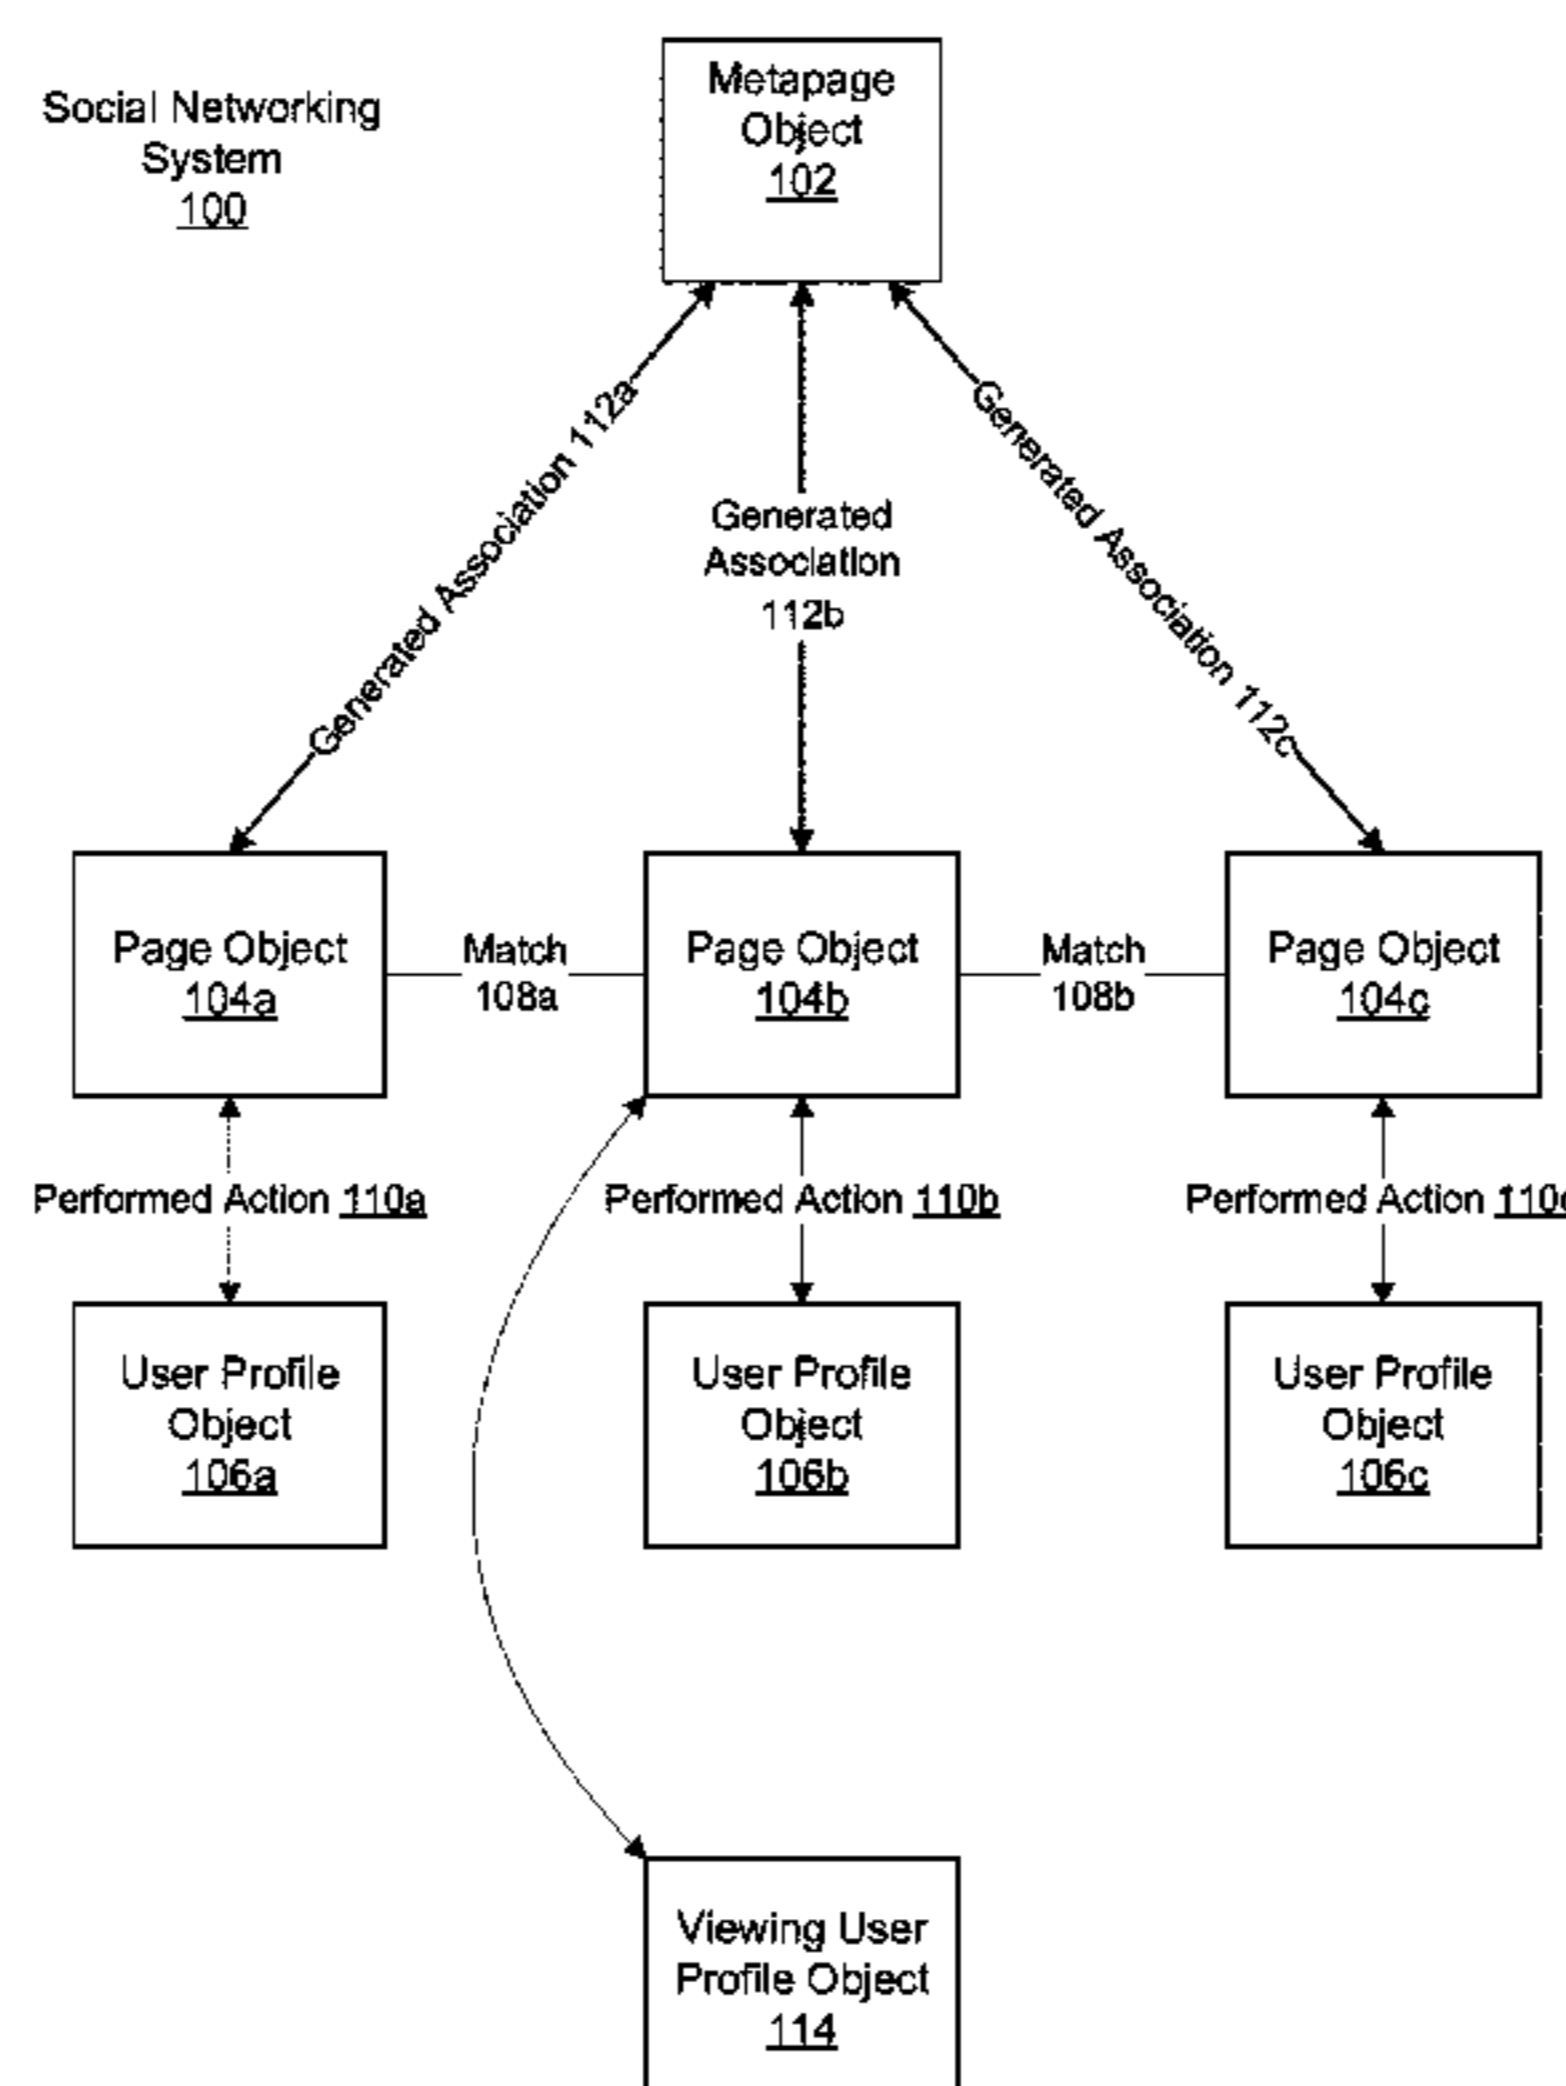 Social Networking
System
100
Metapage
Object
102
Generated Association 112a
Generated
Association
112b
Generated Association 112c
Page Object
104a
Match
108a
Page Object
104b
Match
108b
Page Object
104c
Performed Action 110a
Performed Action 110b
Performed Action 110c
User Profile
Object
106a
User Profile
Object
106b
User Profile
Object
106c
Viewing User
Profile Object
114